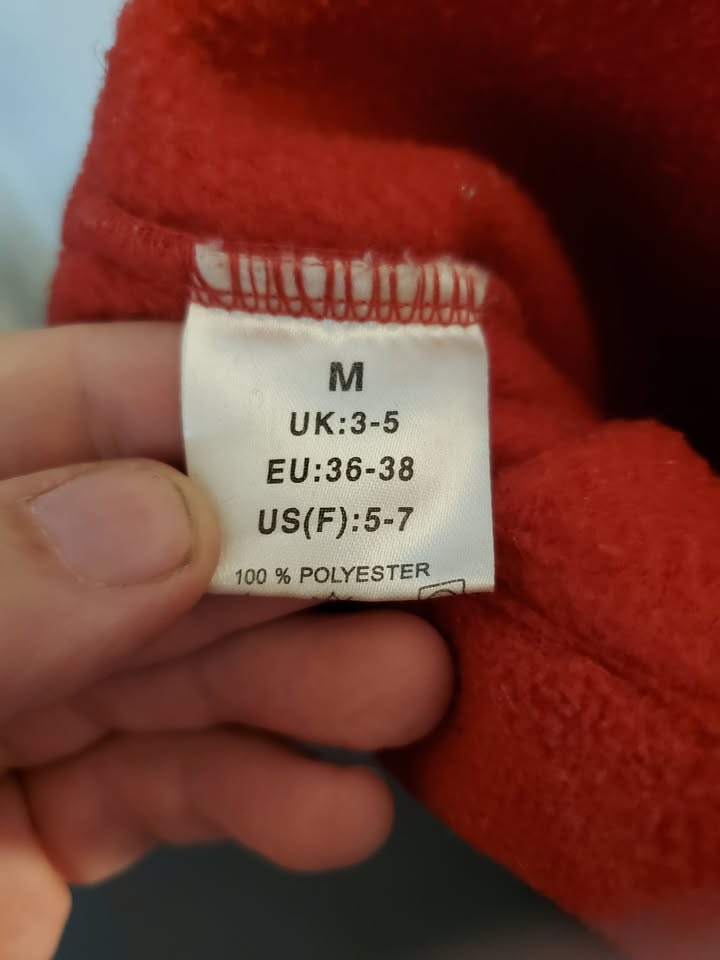 M
UK:3-5
EU:36-38
US(F):5-7
100 % POLYESTER